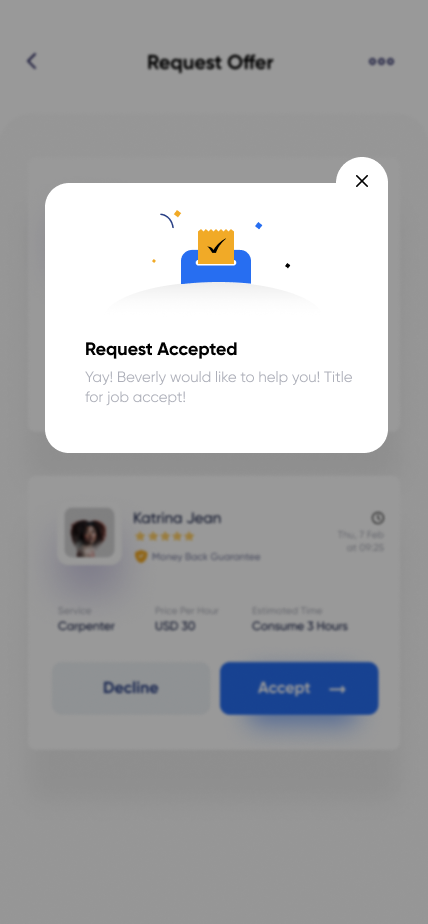 Request Offer
Request Accepted
Yay! Beverly would like to help you! Title
for job accept!
Katrina Jean
Thu, 7 Feb
at 09:25
Money Back Guarantee
Service
Price Per Hour
Estimated Time
Carpenter
USD 30
Consume 3 Hours
Decline
Accept